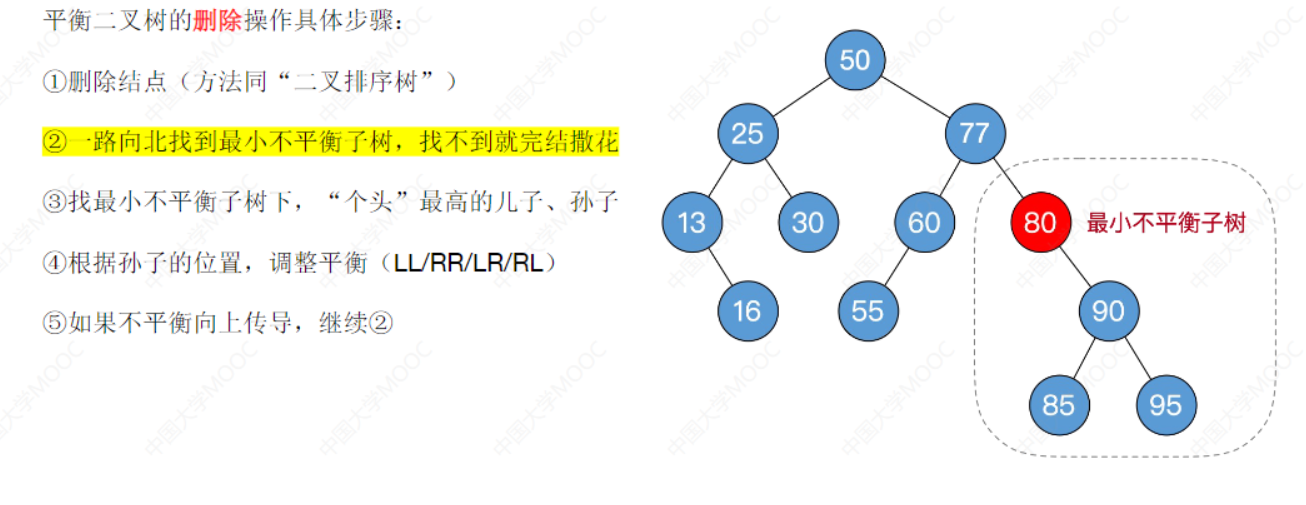 平衡二叉树的删除操作具体步骤:
①删除结点（方法同“二叉排序树”）
②一路向北找到最小不平衡子树，找不到就完结撒花
③找最小不平衡子树下，“个头”最高的儿子、孙子
④根据孙子的位置，调整平衡（LL/RR/LR/RL）
⑤如果不平衡向上传导，继续②
50
25
77
13
30
60
80
最小不平衡子树
16
55
90
85
95
中国大学MOOC